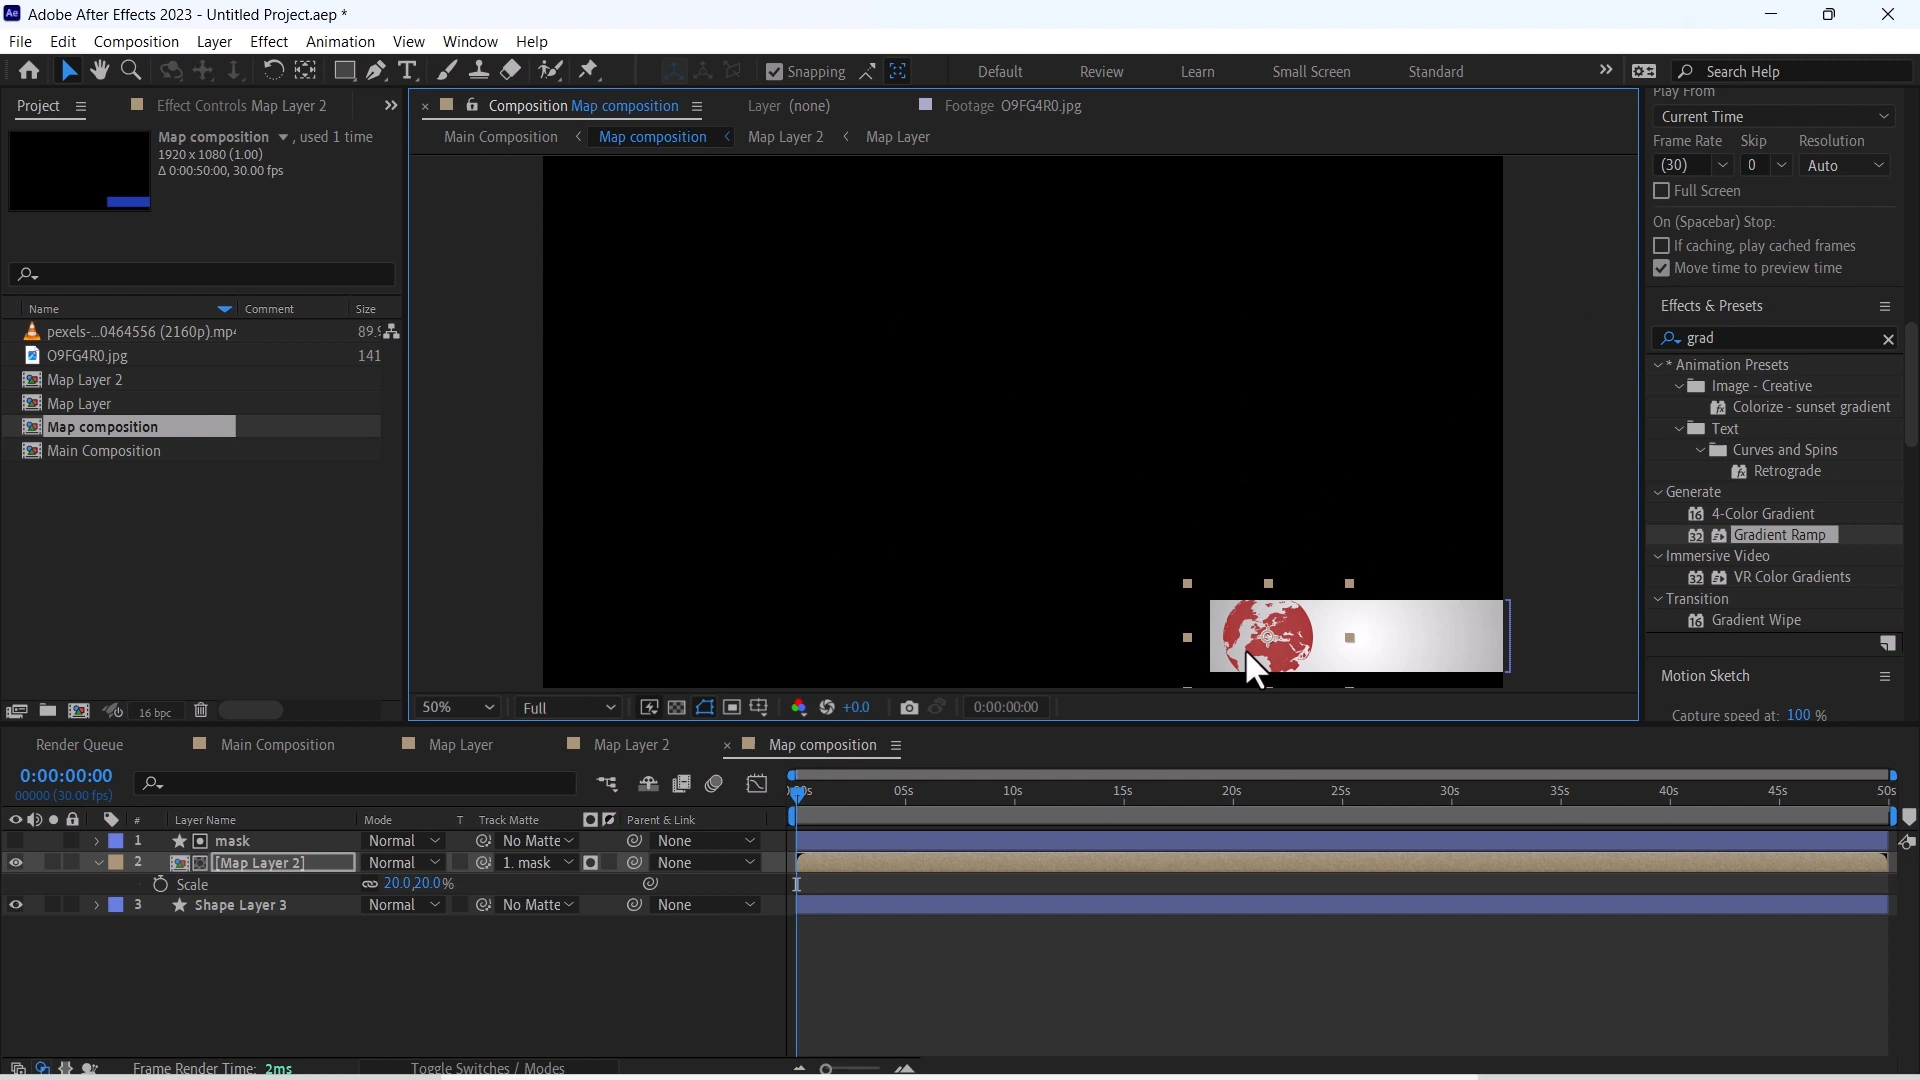 Adobe After Effects 2023 - Untitled Project.aep *
File Edit Composition Layer Effect Animation View Window Help
Snapping Default Review Learn Small Screen Standard Search Help
Project Effect Controls Map Layer 2
Composition Map composition Layer (none) Footage O9FG4R0.jpg
Main Composition Map composition Map Layer 2 Map Layer
Map composition , used 1 time
1920 x 1080 (1.00)
Δ 0:00:50:00, 30.00 fps
Name Comment Size
pexels-...0464556 (2160p).mp4 89.
O9FG4R0.jpg 141
Map Layer 2
Map Layer
Map composition
Main Composition
16 bpc
50% Full +0.0 0:00:00:00
Play From
Current Time
Frame Rate Skip Resolution
(30) 0 Auto
Full Screen
On (Spacebar) Stop:
If caching, play cached frames
Move time to preview time
Effects & Presets
grad
* Animation Presets
Image - Creative
Colorize - sunset gradient
Text
Curves and Spins
Retrograde
Generate
4-Color Gradient
Gradient Ramp
Immersive Video
VR Color Gradients
Transition
Gradient Wipe
Motion Sketch
Capture speed at: 100 %
Render Queue Main Composition Map Layer Map Layer 2 Map composition
0:00:00:00
00000 (30.00 fps)
05s 10s 15s 20s 25s 30s 35s 40s 45s 50s
# Layer Name Mode T Track Matte Parent & Link
1 mask Normal No Matte None
2 [Map Layer 2] Normal 1. mask None
Scale 20.0,20.0%
3 Shape Layer 3 Normal No Matte None
Frame Render Time: 2ms Toggle Switches / Modes